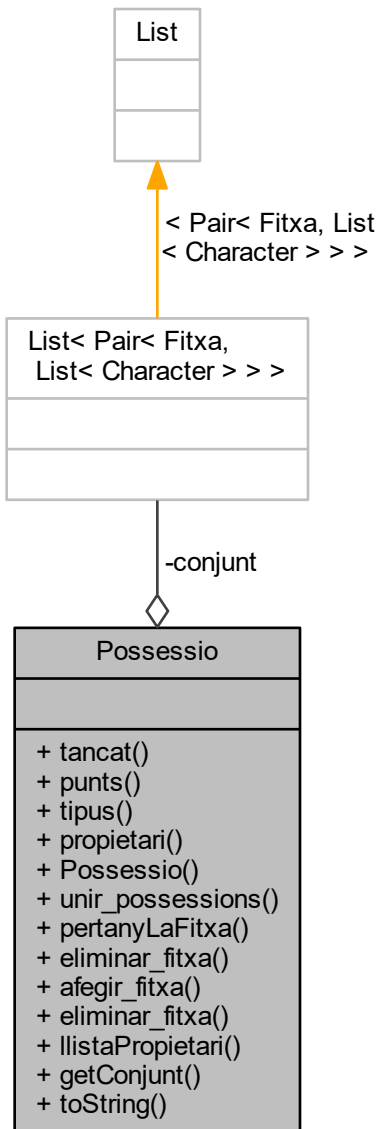 List
< Pair< Fitxa, List
< Character > > >
List< Pair< Fitxa,
List< Character > > >
-conjunt
Possessio
+ tancat()
+ punts()
+ tipus()
+ propietari()
+ Possessio()
+ unir_possessions()
+ pertanyLaFitxa()
+ eliminar_fitxa()
+ afegir_fitxa()
+ eliminar_fitxa()
+ llistaPropietari()
+ getConjunt()
+ toString()